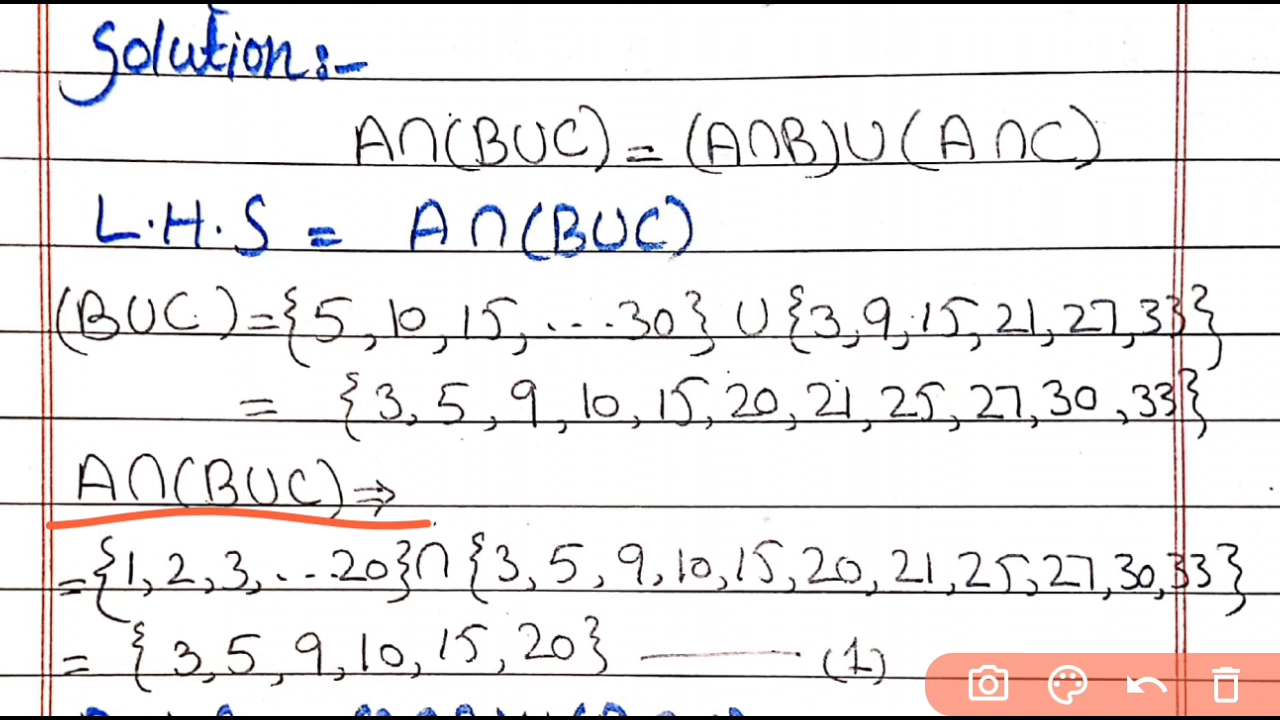 Solution:-
A∩(B∪C) = (A∩B)∪(A∩C)
L.H.S = A∩(B∪C)
(B∪C) = {5, 10, 15, ...30} ∪ {3, 9, 15, 21, 27, 33}
= {3, 5, 9, 10, 15, 20, 21, 25, 27, 30, 33}
A∩(B∪C) ⇒
= {1, 2, 3, ...20} ∩ {3, 5, 9, 10, 15, 20, 21, 25, 27, 30, 33}
= {3, 5, 9, 10, 15, 20} —— (1)